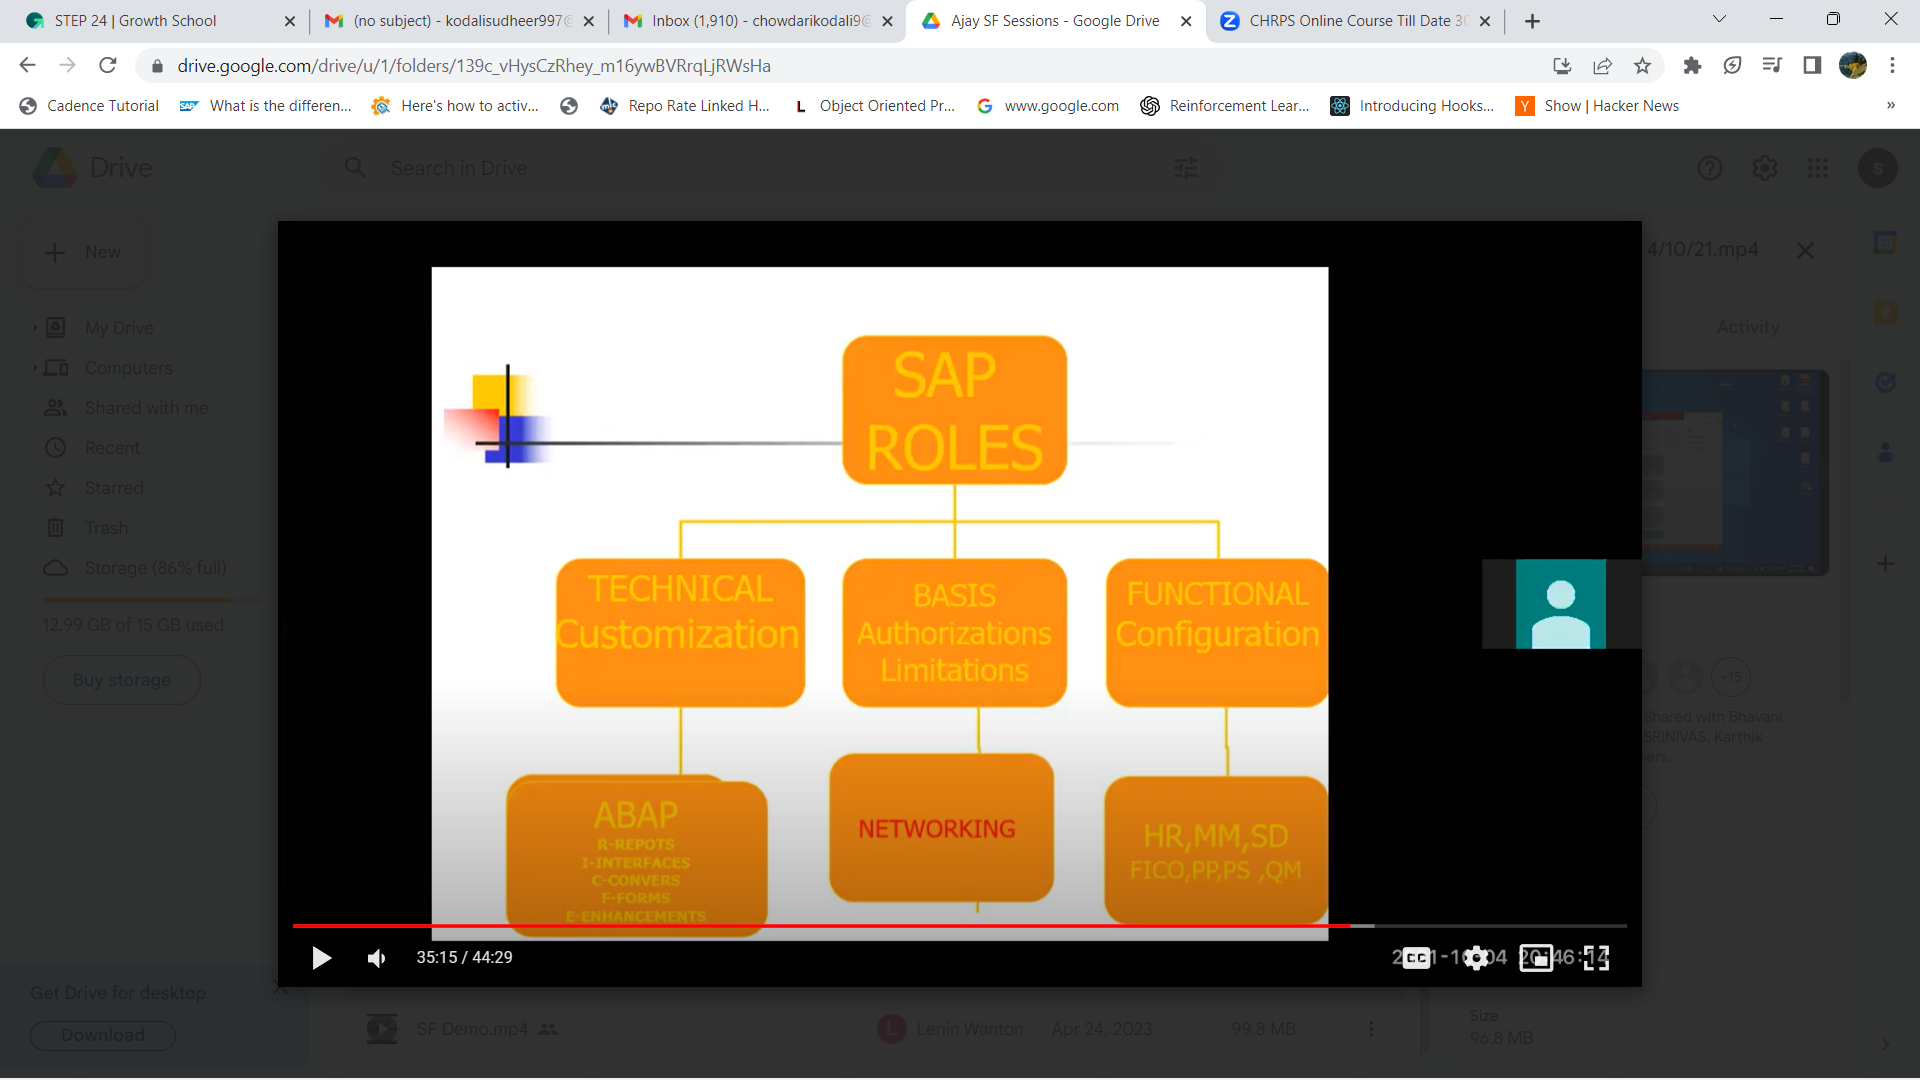 STEP 24 | Growth School
(no subject) - kodalisudheer997@
Inbox (1,910) - chowdarikodali9@
Ajay SF Sessions - Google Drive
CHRPS Online Course Till Date 30
drive.google.com/drive/u/1/folders/139c_vHysCzRhey_m16ywBVRrqLjRWsHa
Cadence Tutorial
What is the differen...
Here's how to activ...
Repo Rate Linked H...
Object Oriented Pr...
www.google.com
Reinforcement Lear...
Introducing Hooks...
Show | Hacker News
Drive
Search in Drive
New
4/10/21.mp4
My Drive
Computers
Shared with me
Recent
Starred
Trash
Storage (86% full)
12.99 GB of 15 GB used
Buy storage
Activity
SAP
ROLES
TECHNICAL
Customization
BASIS
Authorizations
Limitations
FUNCTIONAL
Configuration
ABAP
R-REPOTS
I-INTERFACES
C-CONVERS
F-FORMS
E-ENHANCEMENTS
NETWORKING
HR,MM,SD
FICO,PP,PS ,QM
+15
Shared with Bhavani
SRINIVAS, Karthik
35:15 / 44:29
Get Drive for desktop
Download
SF Demo.mp4
Lenin Wanton
Apr 24, 2023
99.8 MB
Size
96.8 MB